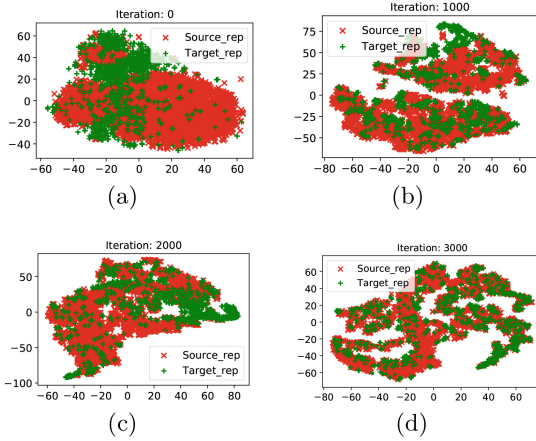 Iteration: 0
Source_rep
Target_rep
60
40
20
0
−20
−40
−60 −40 −20 0 20 40 60
(a)
Iteration: 1000
Source_rep
Target_rep
75
50
25
0
−25
−50
−80 −60 −40 −20 0 20 40 60
(b)
Iteration: 2000
50
0
−50
−100
Source_rep
Target_rep
−60 −40 −20 0 20 40 60 80
(c)
Iteration: 3000
Source_rep
Target_rep
60
40
20
0
−20
−40
−60
−80 −60 −40 −20 0 20 40 60
(d)